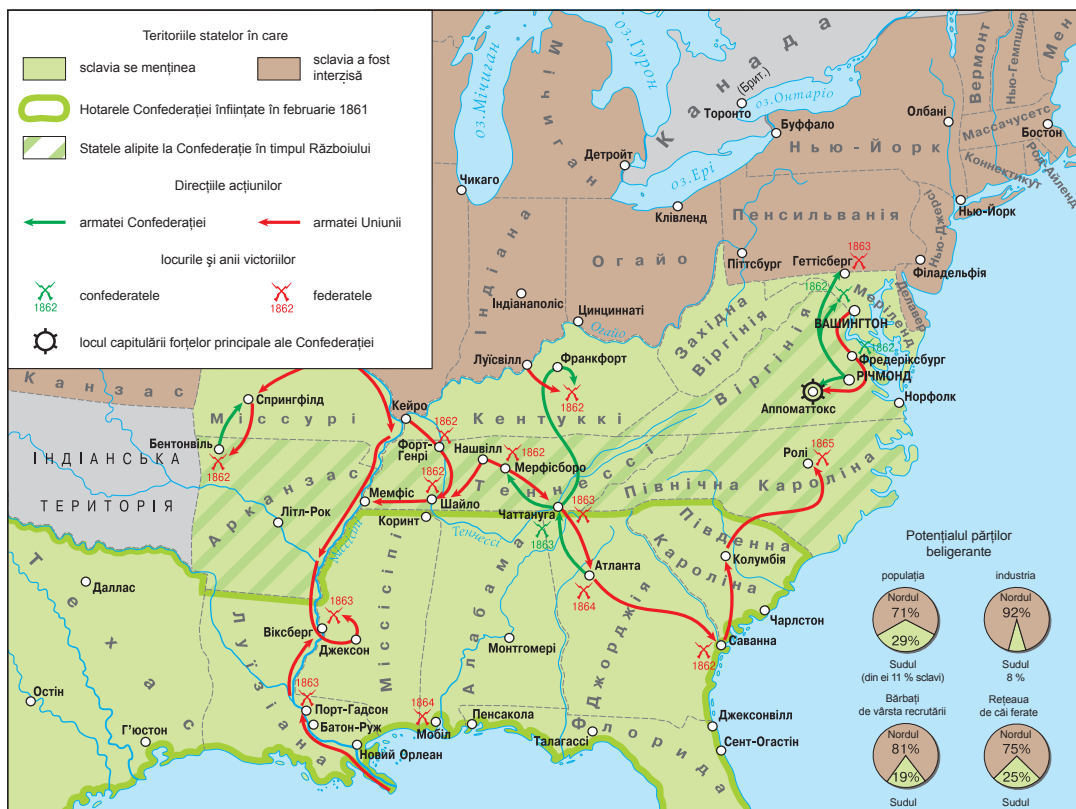 Teritoriile statelor în care
sclavia se menținea
sclavia a fost
interzisă
Hotarele Confederației înființate în februarie 1861
Statele alipite la Confederație în timpul Războiului
Direcțiile acțiunilor
armatei Confederației
armatei Uniunii
locurile și anii victoriilor
1862
confederatele
1862
federatele
locul capitulării forțelor principale ale Confederației
Канада
(Брит.)
оз.Мічиган
Мічиган
оз.Гурон
оз.Онтаріо
оз.Ері
Торонто
Буффало
Олбані
Вермонт
Нью-Гемпшир
Мен
Массачусетс
Бостон
Коннектикут
Род-Айленд
Детройт
Чикаго
Клівленд
Нью-Йорк
Нью-Йорк
Пенсильванія
Нью-Джерсі
Піттсбург
Геттісберг
1863
Філадельфія
Індіана
Огайо
Індіанаполіс
Цинциннаті
Огайо
1862
Меріленд
Делавер
ВАШИНГТОН
Західна
Віргінія
Віргінія
1862
Фредеріксбург
РІЧМОНД
Аппоматтокс
Норфолк
Луїсвілл
Франкфорт
1862
Канзас
Спрингфілд
Міссурі
Кейро
Кентуккі
Бентонвіль
1862
Форт-
Генрі
1862
Нашвілл
1862
Мерфісборо
1865
Ролі
ІНДІАНСЬКА
ТЕРИТОРІЯ
Арканзас
Мемфіс
1862
Шайло
Теннессі
Північна Кароліна
Чаттануга
1863
1863
Літл-Рок
Коринт
Теннессі
Міссісіпі
Південна
Кароліна
Колумбія
Атланта
1864
Техас
Даллас
Луїзіана
Міссісіпі
Алабама
Джорджія
Чарлстон
1863
Віксберг
Джексон
Монтгомері
Саванна
1862
Остін
1863
Порт-Гадсон
Батон-Руж
1864
Мобіл
Пенсакола
Талагассі
Флорида
Джексонвілл
Сент-Огастін
Г'юстон
Новий Орлеан
Potențialul părților
beligerante
populația
Nordul
71%
29%
Sudul
(din ei 11 % sclavi)
industria
Nordul
92%
Sudul
8 %
Bărbați
de vârsta recrutării
Nordul
81%
19%
Sudul
Rețeaua
de căi ferate
Nordul
75%
25%
Sudul